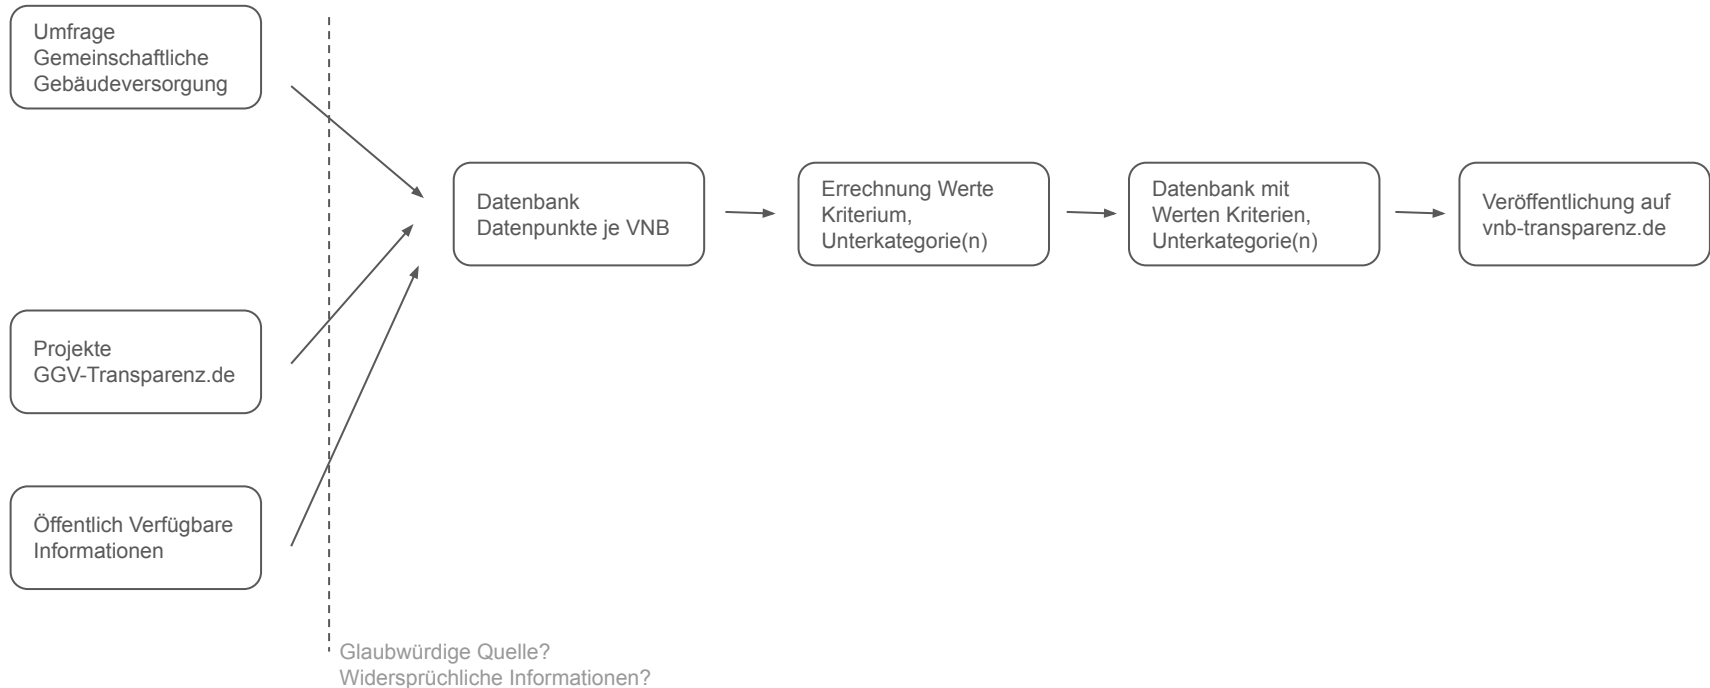 Umfrage
Gemeinschaftliche
Gebäudeversorgung
Projekte
GGV-Transparenz.de
Öffentlich Verfügbare
Informationen
Datenbank
Datenpunkte je VNB
Errechnung Werte
Kriterium,
Unterkategorie(n)
Datenbank mit
Werten Kriterien,
Unterkategorie(n)
Veröffentlichung auf
vnb-transparenz.de
Glaubwürdige Quelle?
Widersprüchliche Informationen?